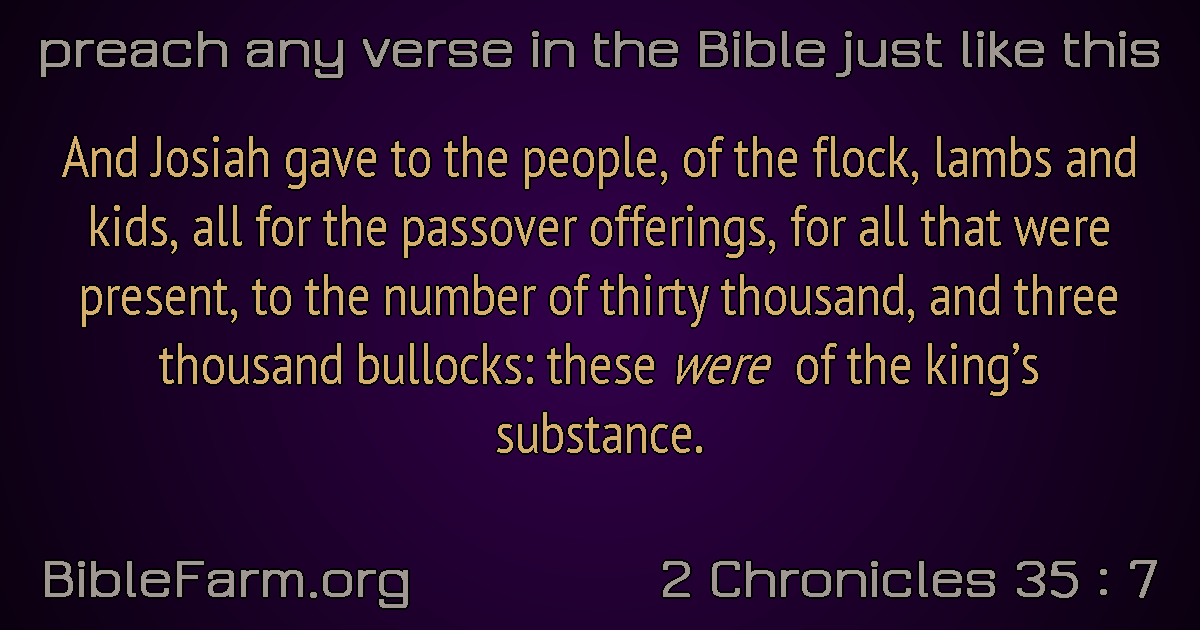 preach any verse in the Bible just like this
And Josiah gave to the people, of the flock, lambs and
kids, all for the passover offerings, for all that were
present, to the number of thirty thousand, and three
thousand bullocks: these were of the king’s
substance.
BibleFarm.org
2 Chronicles 35 : 7